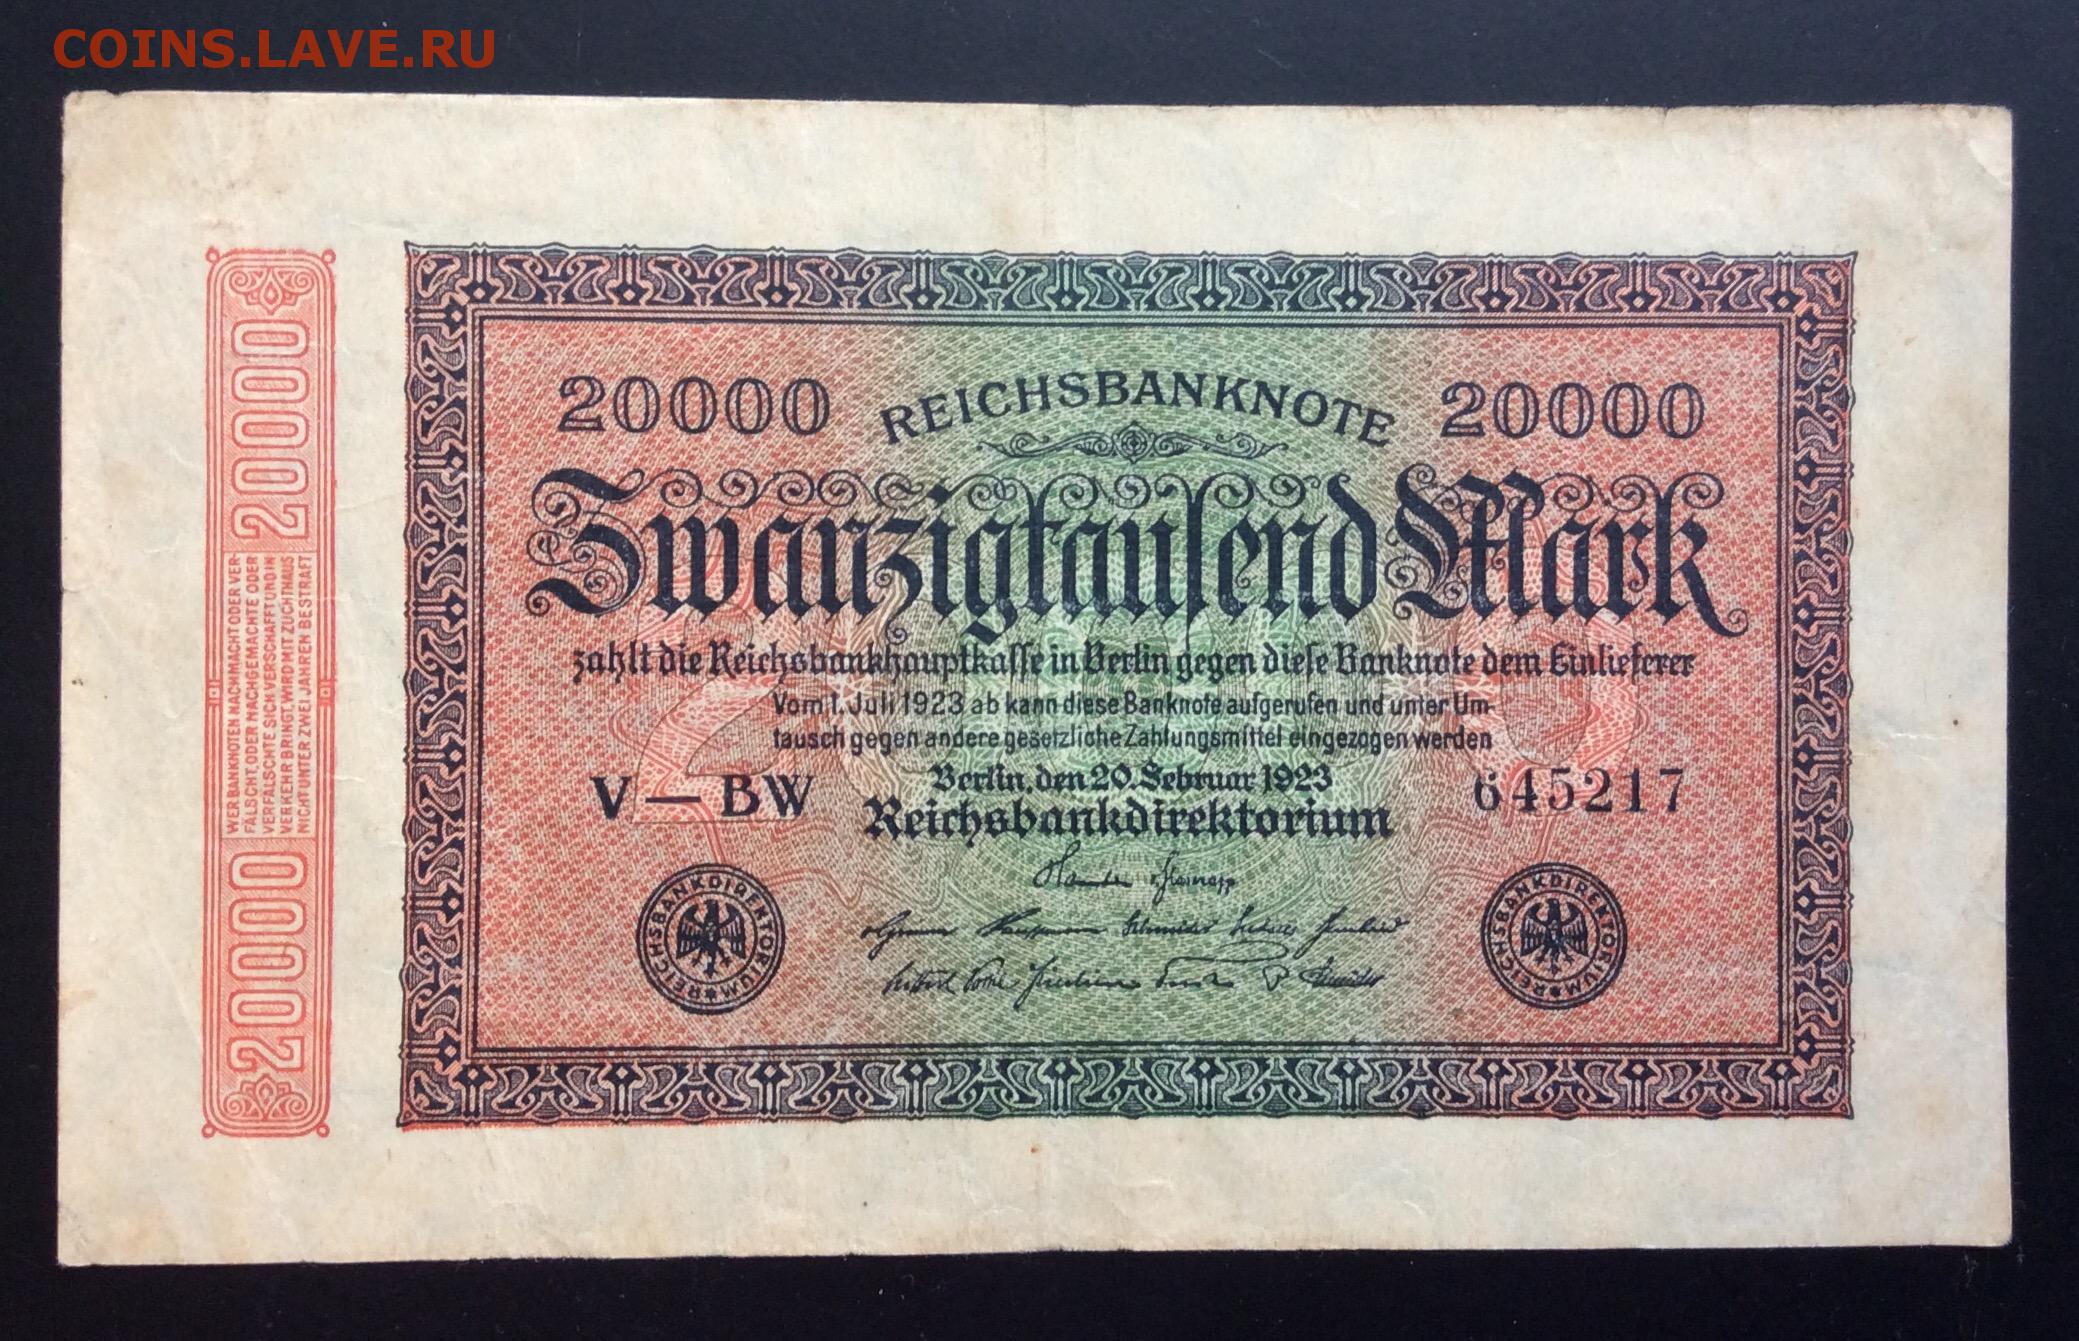 COINS.LAVE.RU
20000
WER BANKNOTEN NACHMACHT ODER VER-
FÄLSCHT, ODER NACHGEMACHTE ODER
VERFÄLSCHTE SICH VERSCHAFFT UND IN
VERKEHR BRINGT, WIRD MIT ZUCHTHAUS
NICHT UNTER ZWEI JAHREN BESTRAFT
20000
20000 REICHSBANKNOTE 20000
Zwanzigtausend Mark
zahlt die Reichsbankhauptkasse in Berlin gegen diese Banknote dem Einlieferer
Vom 1. Juli 1923 ab kann diese Banknote aufgerufen und unter Um-
tausch gegen andere gesetzliche Zahlungsmittel eingezogen werden
V — BW Berlin, den 20. Februar 1923 645217
Reichsbankdirektorium
REICHSBANKDIREKTORIUM
REICHSBANKDIREKTORIUM